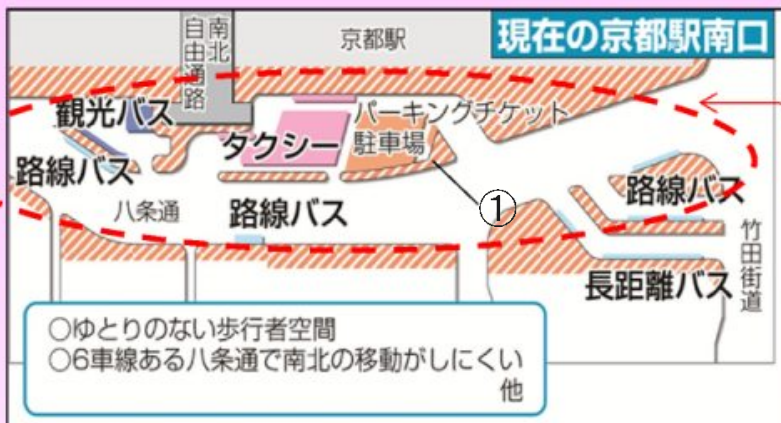 現在の京都駅南口
京都駅
南北
自由通路
観光バス
タクシー
パーキングチケット
駐車場
路線バス
八条通
路線バス
①
路線バス
竹田街道
長距離バス
○ゆとりのない歩行者空間
○6車線ある八条通で南北の移動がしにくい
他